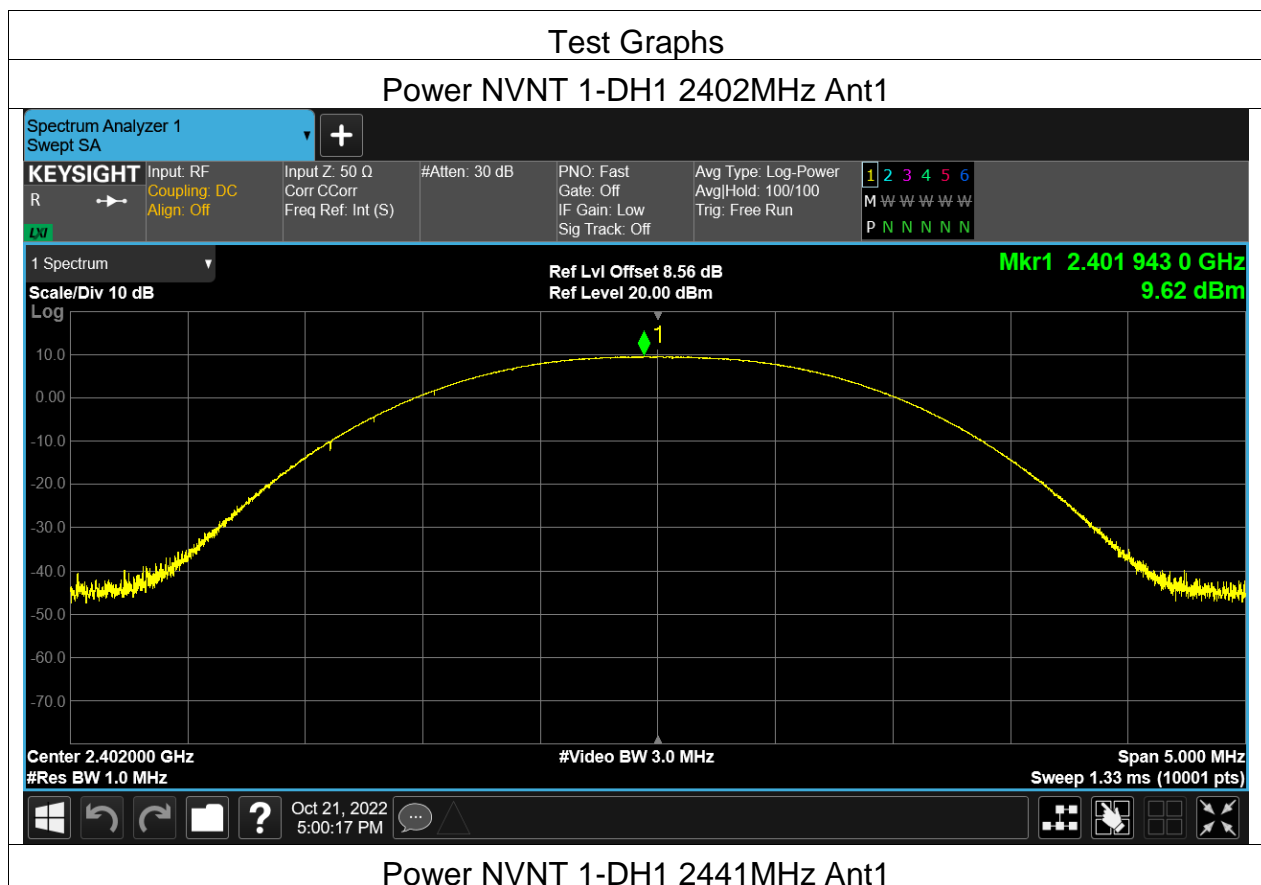 Test Graphs
Power NVNT 1-DH1 2402MHz Ant1
Spectrum Analyzer 1
Swept SA
+
KEYSIGHT Input: RF Input Z: 50 Ω #Atten: 30 dB PNO: Fast Avg Type: Log-Power 1 2 3 4 5 6
R Coupling: DC Corr CCorr Gate: Off Avg|Hold: 100/100 M W W W W W
Align: Off Freq Ref: Int (S) IF Gain: Low Trig: Free Run
LXI Sig Track: Off P N N N N N
1 Spectrum Ref Lvl Offset 8.56 dB Mkr1 2.401 943 0 GHz
Scale/Div 10 dB Ref Level 20.00 dBm 9.62 dBm
Log
1
10.0
0.00
-10.0
-20.0
-30.0
-40.0
-50.0
-60.0
-70.0
Center 2.402000 GHz #Video BW 3.0 MHz Span 5.000 MHz
#Res BW 1.0 MHz Sweep 1.33 ms (10001 pts)
? Oct 21, 2022
5:00:17 PM
Power NVNT 1-DH1 2441MHz Ant1